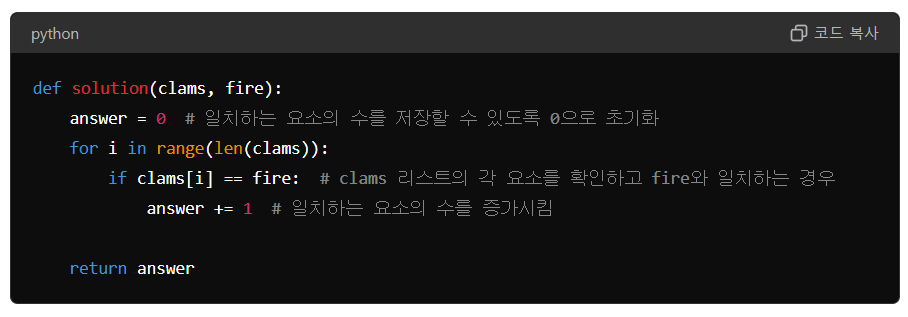 python
코드 복사
def solution(clams, fire):
    answer = 0  # 일치하는 요소의 수를 저장할 수 있도록 0으로 초기화
    for i in range(len(clams)):
        if clams[i] == fire:  # clams 리스트의 각 요소를 확인하고 fire와 일치하는 경우
            answer += 1  # 일치하는 요소의 수를 증가시킴
    return answer